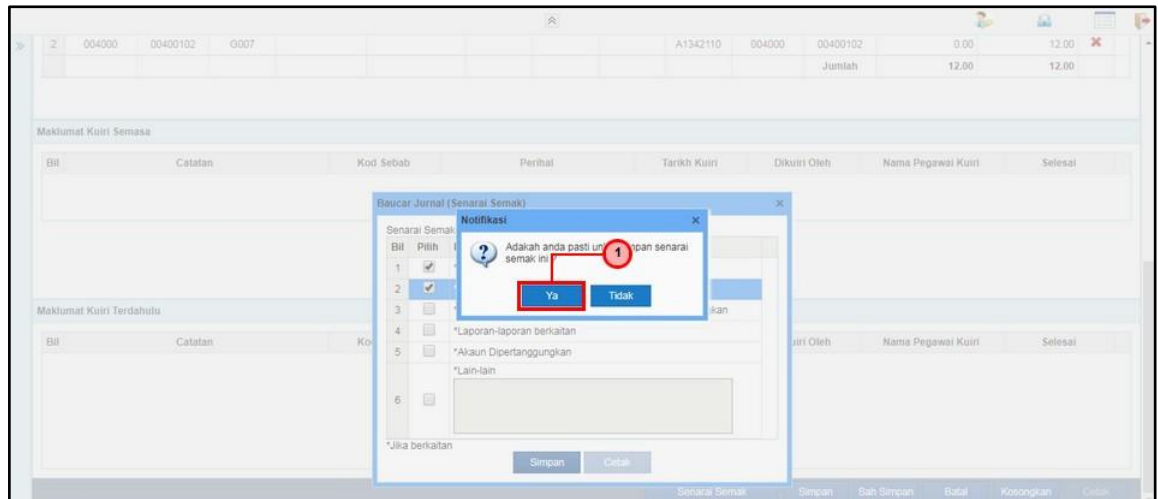 2 004000 00400102 G007 A1342110 004000 00400102 0.00 12.00
Jumlah 12.00 12.00
Maklumat Kuiri Semasa
Bil Catatan Kod Sebab Perihal Tarikh Kuiri Dikuiri Oleh Nama Pegawai Kuiri Selesai
Baucar Jurnal (Senarai Semak)
Notifikasi
Senarai Semak
Adakah anda pasti
semak ini
senarai
1
Ya Tidak
Bil Pilih
1
2
3
4 *Laporan-laporan berkaitan
5 *Akaun Dipertanggungkan
*Lain-lain
6
*Jika berkaitan
Simpan Cetak
Maklumat Kuiri Terdahulu
Bil Catatan Oleh Nama Pegawai Kuiri Selesai
Senarai Semak Simpan Sah Simpan Batal Kosongkan Cetak